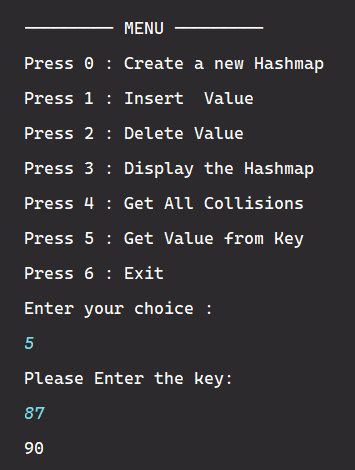 --------- MENU ---------
Press 0 : Create a new Hashmap
Press 1 : Insert  Value
Press 2 : Delete Value
Press 3 : Display the Hashmap
Press 4 : Get All Collisions
Press 5 : Get Value from Key
Press 6 : Exit
Enter your choice :
5
Please Enter the key:
87
90